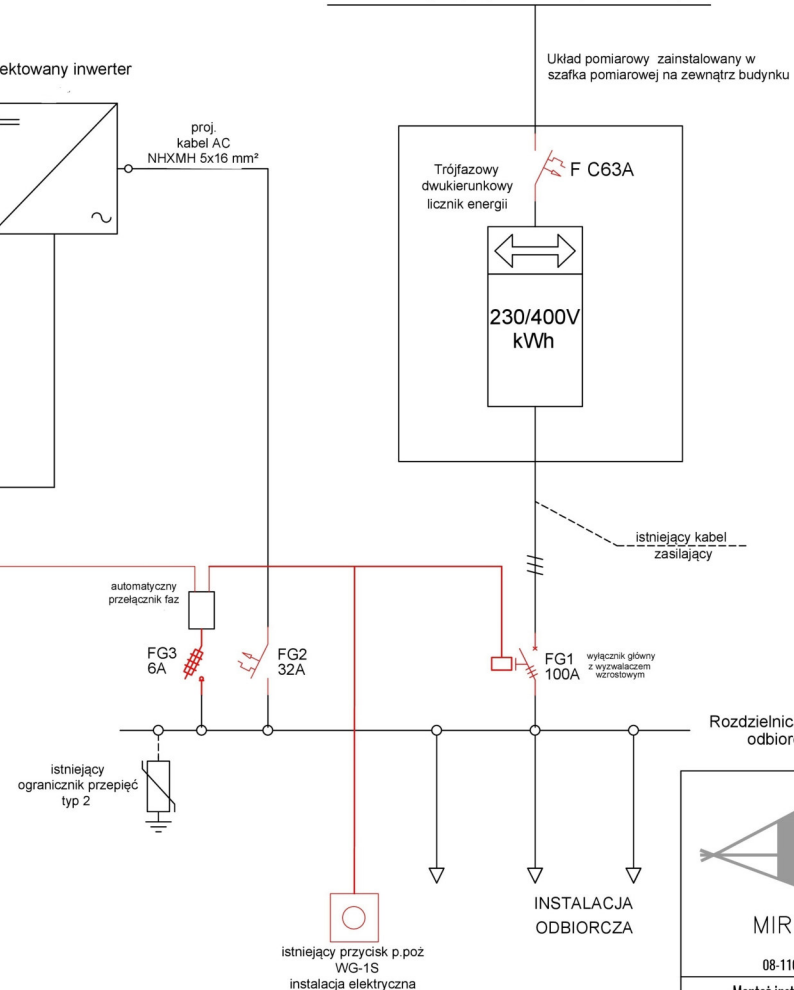 Układ pomiarowy zainstalowany w
szafka pomiarowej na zewnątrz budynku
ektowany inwerter
proj.
kabel AC
NHXMH 5x16 mm²
Trójfazowy
dwukierunkowy
licznik energii
F C63A
230/400V
kWh
istniejący kabel
zasilający
automatyczny
przełącznik faz
FG3
6A
FG2
32A
FG1
100A
wyłącznik główny
z wyzwalaczem
wzrostowym
Rozdzielnic
odbior
istniejący
ogranicznik przepięć
typ 2
INSTALACJA
ODBIORCZA
istniejący przycisk p.poż
WG-1S
instalacja elektryczna
MIR
08-110